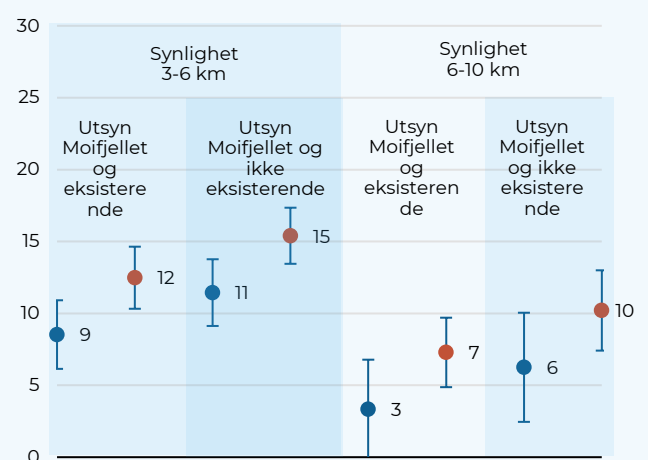 30
Synlighet
3-6 km
Synlighet
6-10 km
25
Utsyn
Moifjellet
og
eksistere
nde
Utsyn
Moifjellet og
ikke
eksisterende
Utsyn
Moifjellet
og
eksisteren
de
Utsyn
Moifjellet
og ikke
eksistere
nde
20
15
15
12
11
10
10
9
7
6
5
3
0